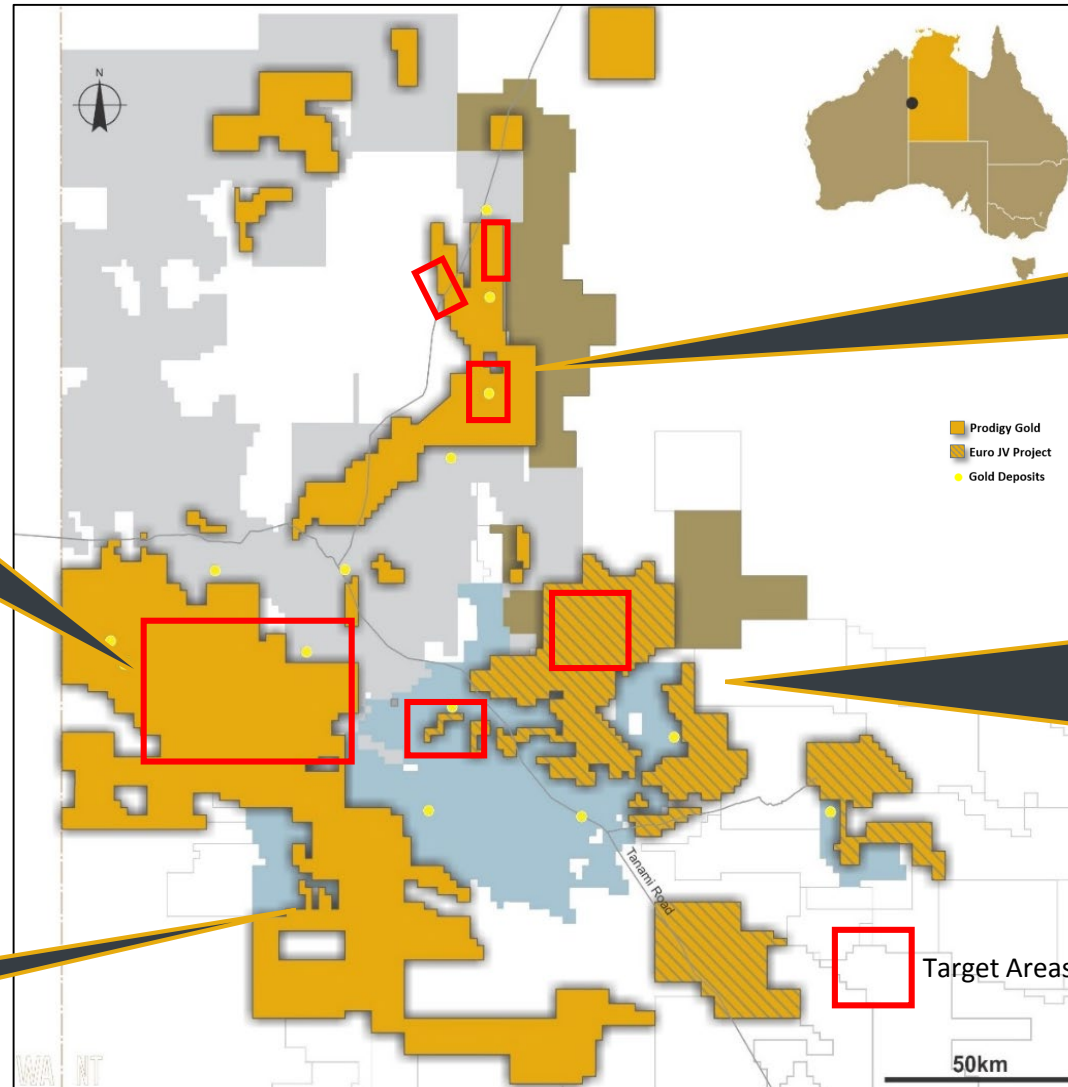 N
Prodigy Gold
Euro JV Project
Gold Deposits
Tanami Road
Target Areas
WA NT
50km